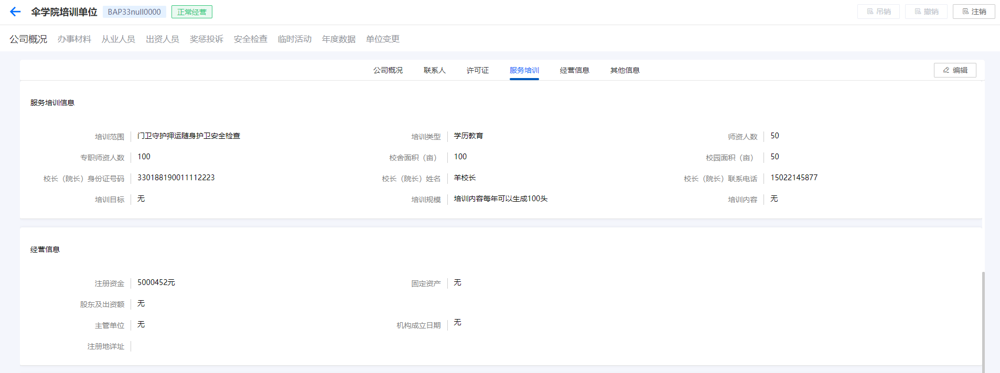 伞学院培训单位 BAP33null0000 正常经营 吊销 撤销 注销
公司概况 办事材料 从业人员 出资人员 奖惩投诉 安全检查 临时活动 年度数据 单位变更
公司概况 联系人 许可证 服务培训 经营信息 其他信息 编辑
服务培训信息
培训范围 门卫守护押运随身护卫安全检查 培训类型 学历教育 师资人数 50
专职师资人数 100 校舍面积（亩） 100 校园面积（亩） 50
校长（院长）身份证号码 330188190011112223 校长（院长）姓名 羊校长 校长（院长）联系电话 15022145877
培训目标 无 培训规模 培训内容每年可以生成100头 培训内容 无
经营信息
注册资金 5000452元 固定资产 无
股东及出资额 无
主管单位 无 机构成立日期 无
注册地详址